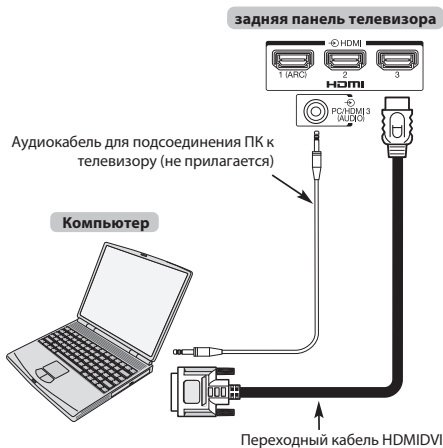 задняя панель телевизора
HDMI
1 (ARC) 2 3
HDMI
PC/HDMI 3
(AUDIO)
Аудиокабель для подсоединения ПК к
телевизору (не прилагается)
Компьютер
Переходный кабель HDMIDVI